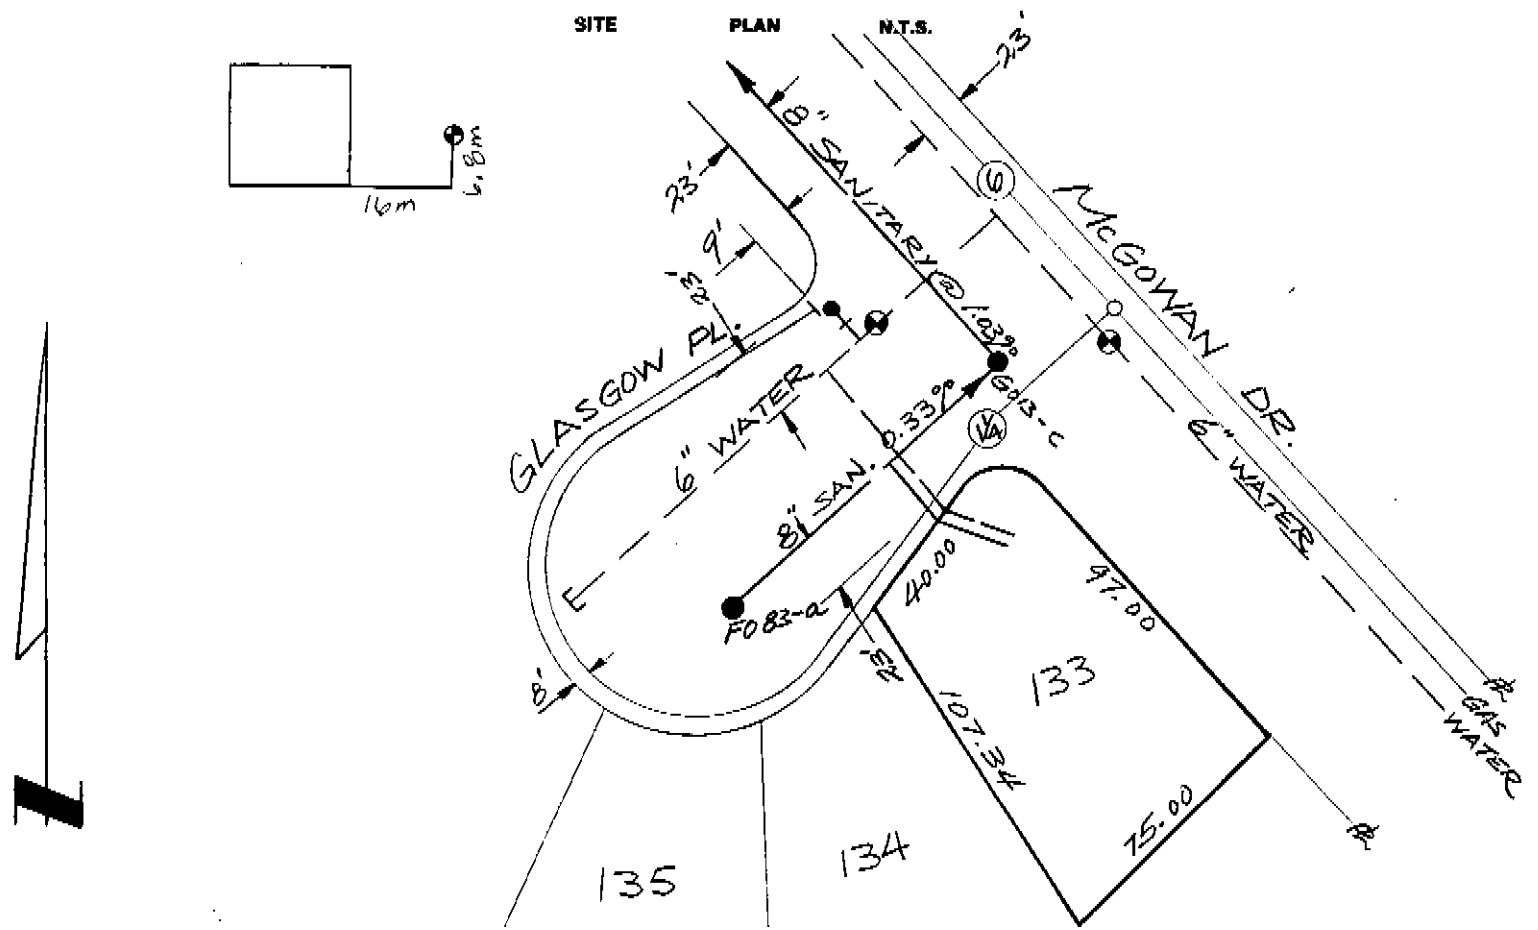 SITE PLAN N.T.S.
23'
16m
6.8m
8" SANITARY @ 1.03%
23'
9'
23'
6
McGOWAN DR.
GLASGOW PL.
6" WATER
0.33%
G013-C
8" SAN.
6" WATER
F083-a
40.00
97.00
23'
8'
133
107.34
75.00
134
135
GAS
WATER